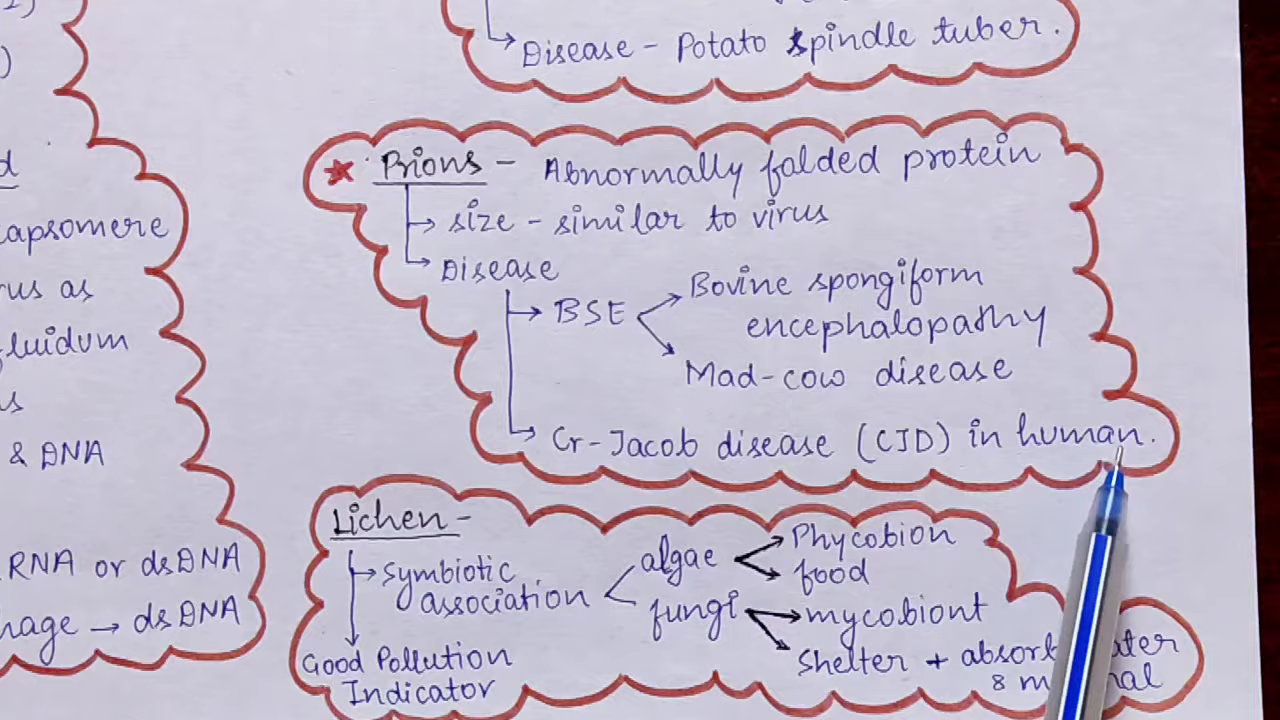 )
d
capsomere
rus as
fluidum
& DNA
RNA or dsDNA
hage → dsDNA
Disease - Potato spindle tuber.
Prions - Abnormally folded protein
size - similar to virus
Disease
BSE
Bovine spongiform
encephalopathy
Mad-cow disease
Cr-Jacob disease (CJD) in human.
Lichen -
Symbiotic
association
algae
Phycobion
food
fungi
mycobiont
Shelter + absorb
&
Good Pollution
Indicator